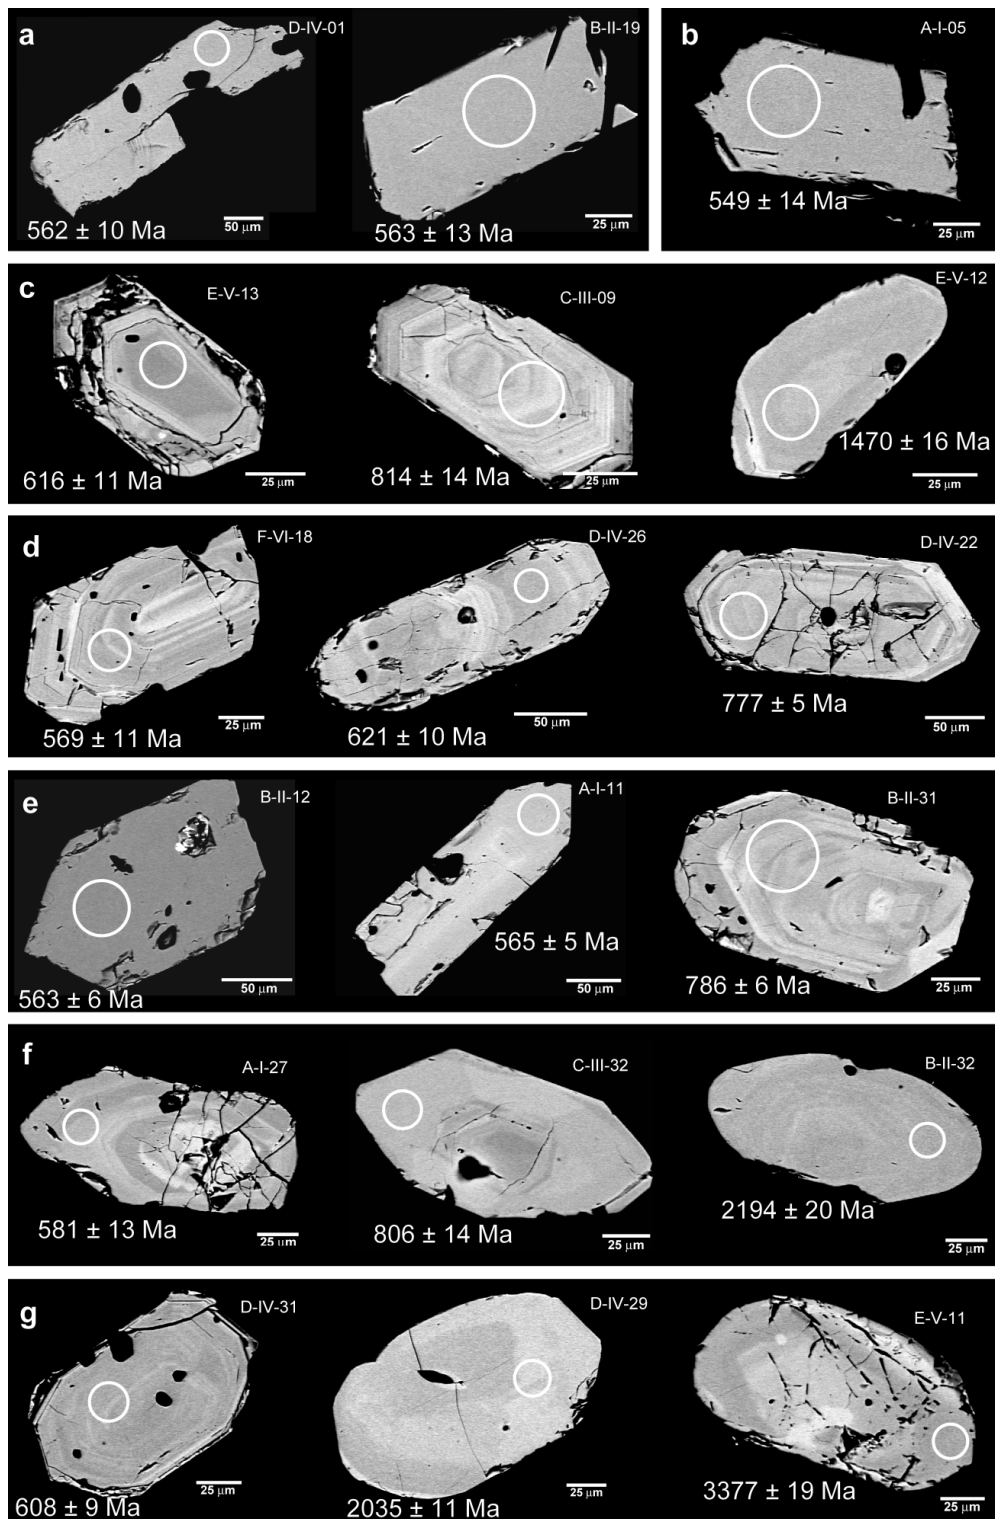 a
D-IV-01
B-II-19
562 ± 10 Ma
50 µm
563 ± 13 Ma
25 µm
b
A-I-05
549 ± 14 Ma
25 µm
c
E-V-13
C-III-09
E-V-12
616 ± 11 Ma
25 µm
814 ± 14 Ma
25 µm
1470 ± 16 Ma
25 µm
d
F-VI-18
D-IV-26
D-IV-22
569 ± 11 Ma
25 µm
621 ± 10 Ma
50 µm
777 ± 5 Ma
50 µm
e
B-II-12
A-I-11
B-II-31
563 ± 6 Ma
50 µm
565 ± 5 Ma
50 µm
786 ± 6 Ma
25 µm
f
A-I-27
C-III-32
B-II-32
581 ± 13 Ma
25 µm
806 ± 14 Ma
25 µm
2194 ± 20 Ma
25 µm
g
D-IV-31
D-IV-29
E-V-11
608 ± 9 Ma
25 µm
2035 ± 11 Ma
25 µm
3377 ± 19 Ma
25 µm